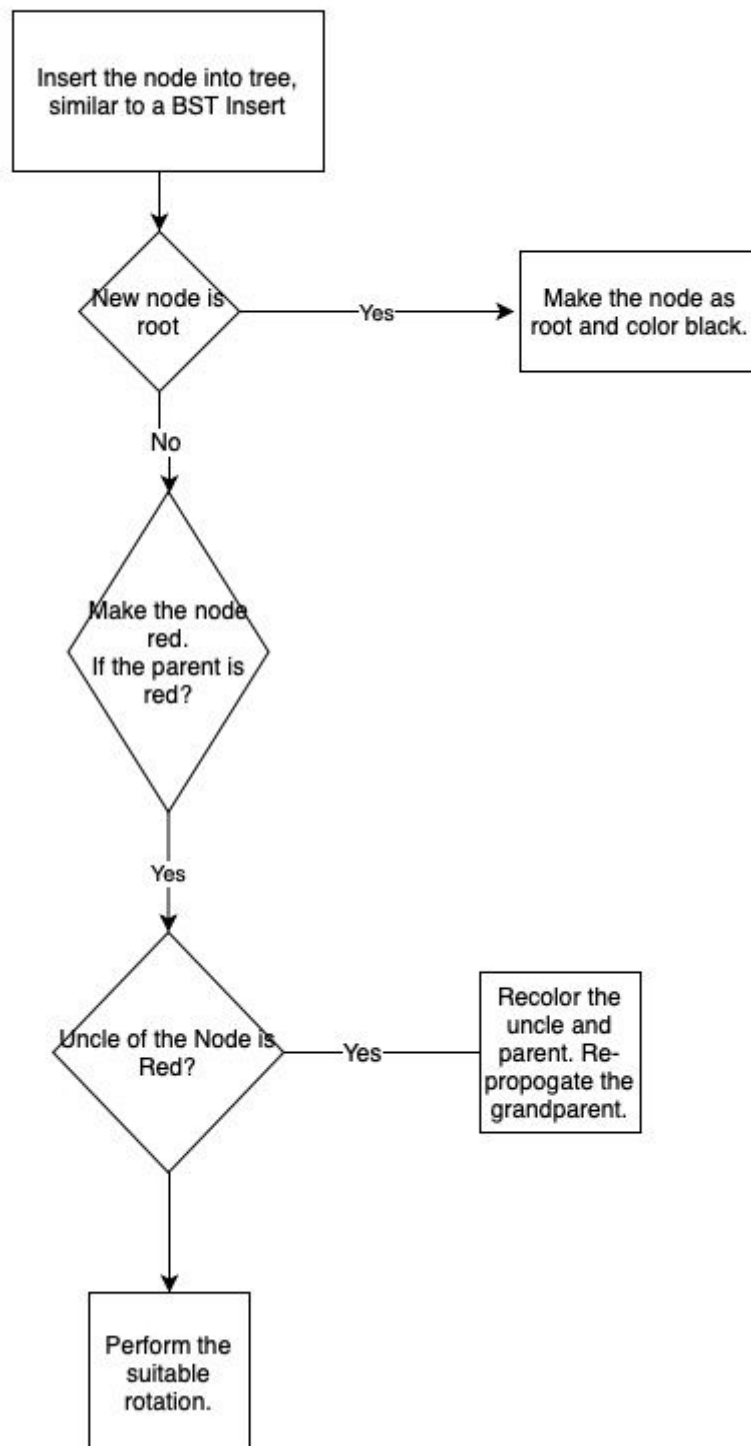 Insert the node into tree,
similar to a BST Insert
New node is
root
Yes
Make the node as
root and color black.
No
Make the node
red.
If the parent is
red?
Yes
Uncle of the Node is
Red?
Yes
Recolor the
uncle and
parent. Re-
propogate the
grandparent.
Perform the
suitable
rotation.